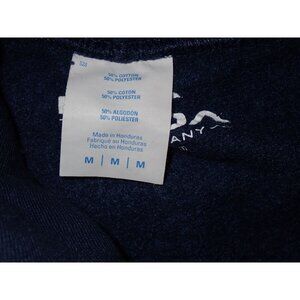 50% COTTON
50% POLYESTER
50% COTON
50% POLYESTER
50% ALGODÓN
50% POLIESTER
Made in Honduras
Fabriqué au Honduras
Hecho en Honduras
M | M | M